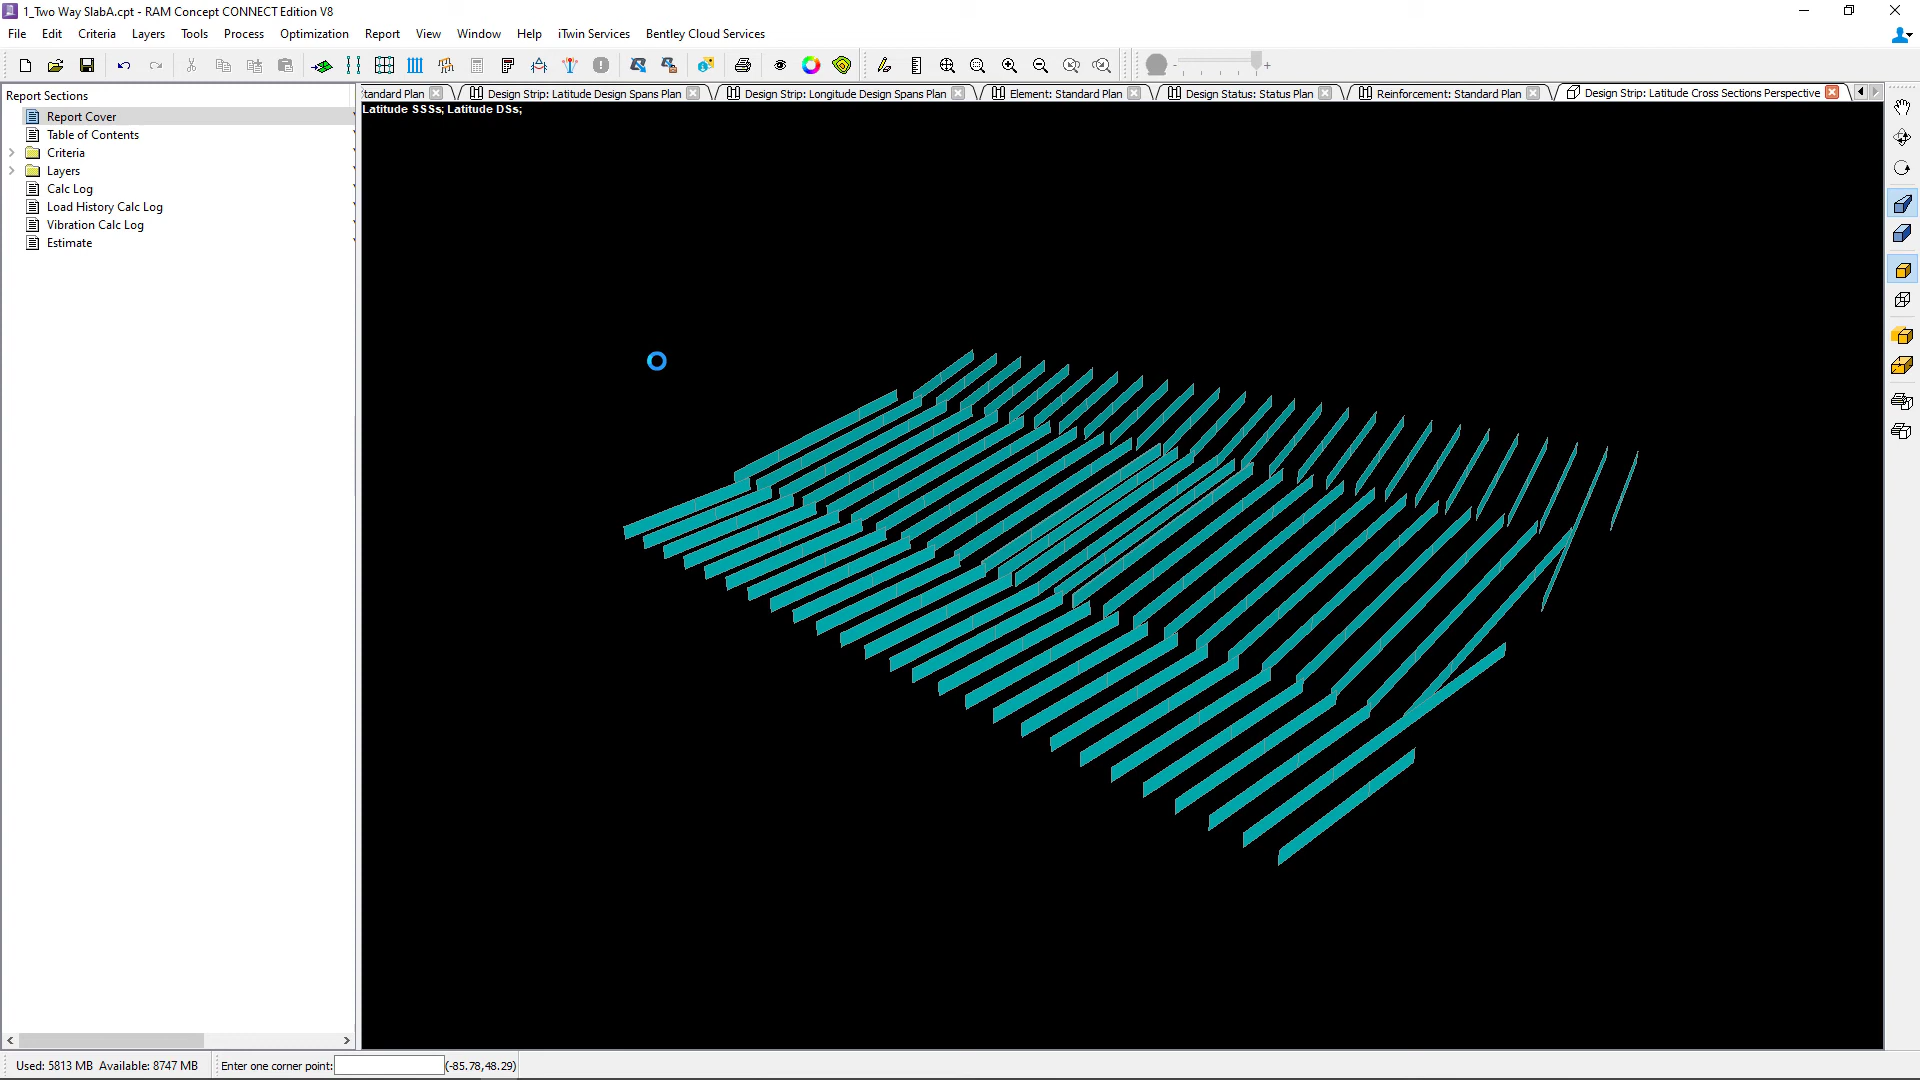 1_Two Way SlabA.cpt - RAM Concept CONNECT Edition V8
File Edit Criteria Layers Tools Process Optimization Report View Window Help iTwin Services Bentley Cloud Services
Report Sections
Report Cover
Table of Contents
Criteria
Layers
Calc Log
Load History Calc Log
Vibration Calc Log
Estimate
tandard Plan Design Strip: Latitude Design Spans Plan Design Strip: Longitude Design Spans Plan Element: Standard Plan Design Status: Status Plan Reinforcement: Standard Plan Design Strip: Latitude Cross Sections Perspective
Latitude SSSs; Latitude DSs;
Used: 5813 MB Available: 8747 MB Enter one corner point: (-85.78,48.29)